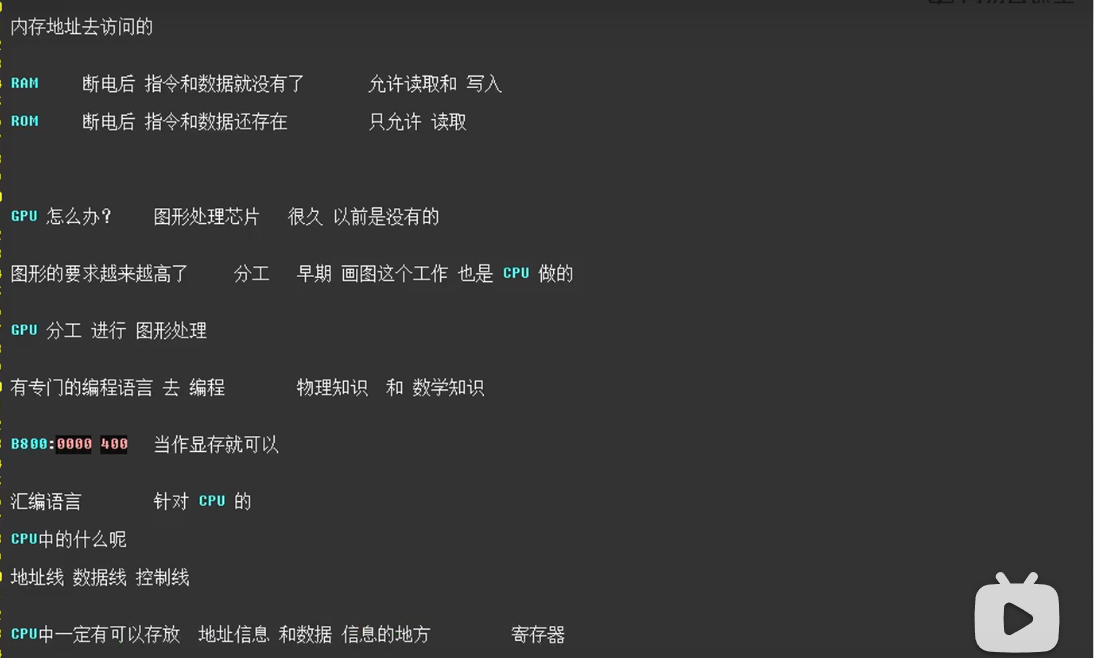 内存地址去访问的
RAM 断电后 指令和数据就没有了 允许读取和 写入
ROM 断电后 指令和数据还存在 只允许 读取
GPU 怎么办? 图形处理芯片 很久 以前是没有的
图形的要求越来越高了 分工 早期 画图这个工作 也是 CPU 做的
GPU 分工 进行 图形处理
有专门的编程语言 去 编程 物理知识 和 数学知识
B800:0000 400 当作显存就可以
汇编语言 针对 CPU 的
CPU中的什么呢
地址线 数据线 控制线
CPU中一定有可以存放 地址信息 和数据 信息的地方 寄存器